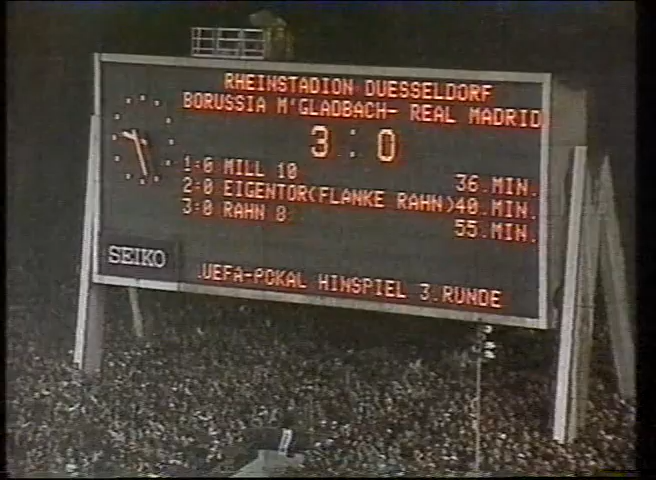 RHEINSTADION DUESSELDORF
BORUSSIA M'GLADBACH- REAL MADRID
3 : 0
1-0 MILL 10 36.MIN.
2-0 EIGENTOR(FLANKE RAHN)40.MIN.
3:0 RAHN 8 55.MIN.
SEIKO
UEFA-POKAL HINSPIEL 3.RUNDE